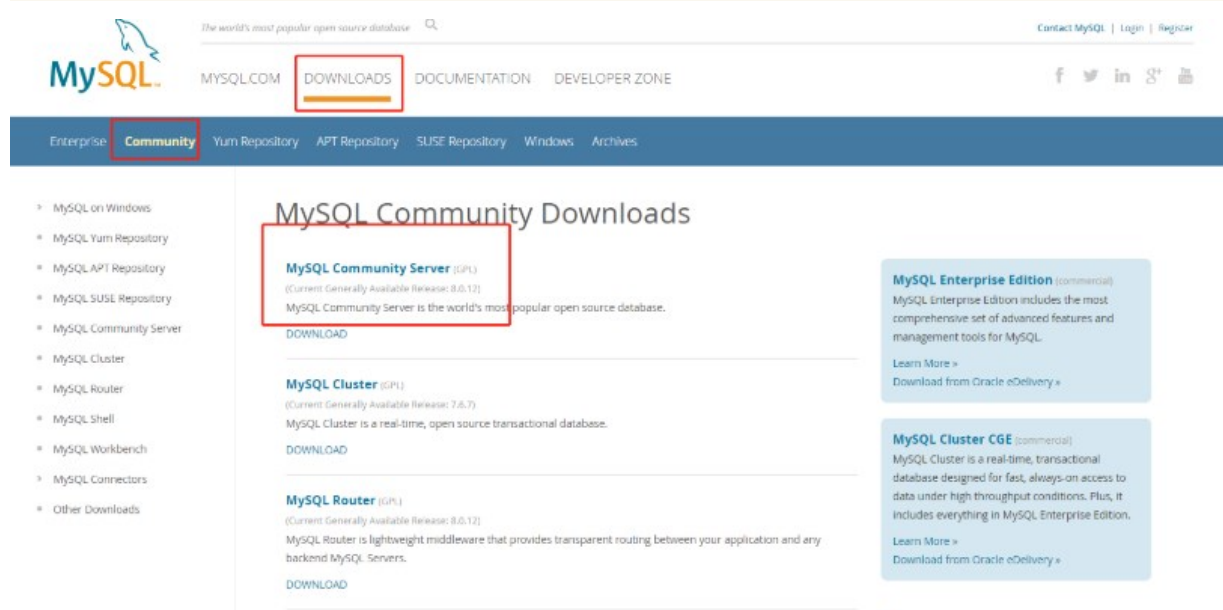 The world's most popular open source database
Contact MySQL | Login | Register
MySQL
MYSQL.COM DOWNLOADS DOCUMENTATION DEVELOPER ZONE
Enterprise Community Yum Repository APT Repository SUSE Repository Windows Archives
MySQL on Windows
MySQL Yum Repository
MySQL APT Repository
MySQL SUSE Repository
MySQL Community Server
MySQL Cluster
MySQL Router
MySQL Shell
MySQL Workbench
MySQL Connectors
Other Downloads
MySQL Community Downloads
MySQL Community Server (GPL)
(Current Generally Available Release: 8.0.12)
MySQL Community Server is the world's most popular open source database.
DOWNLOAD
MySQL Cluster (GPL)
(Current Generally Available Release: 7.6.7)
MySQL Cluster is a real-time, open source transactional database.
DOWNLOAD
MySQL Router (GPL)
(Current Generally Available Release: 8.0.12)
MySQL Router is lightweight middleware that provides transparent routing between your application and any
backend MySQL Servers.
DOWNLOAD
MySQL Enterprise Edition (commercial)
MySQL Enterprise Edition includes the most
comprehensive set of advanced features and
management tools for MySQL.
Learn More »
Download from Oracle eDelivery »
MySQL Cluster CGE (commercial)
MySQL Cluster is a real-time, transactional
database designed for fast, always-on access to
data under high throughput conditions. Plus, it
includes everything in MySQL Enterprise Edition.
Learn More »
Download from Oracle eDelivery »